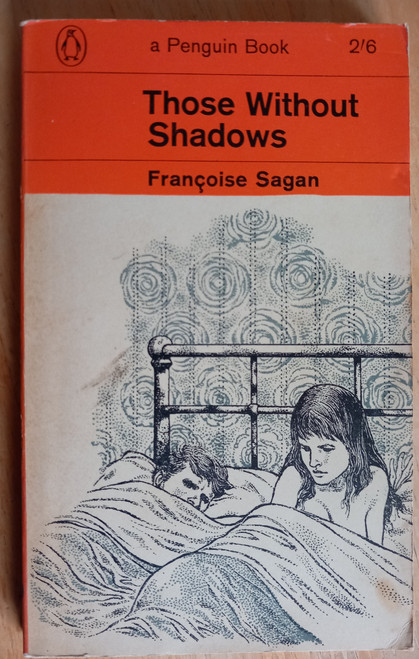 a Penguin Book 2/6
Those Without
Shadows
Françoise Sagan